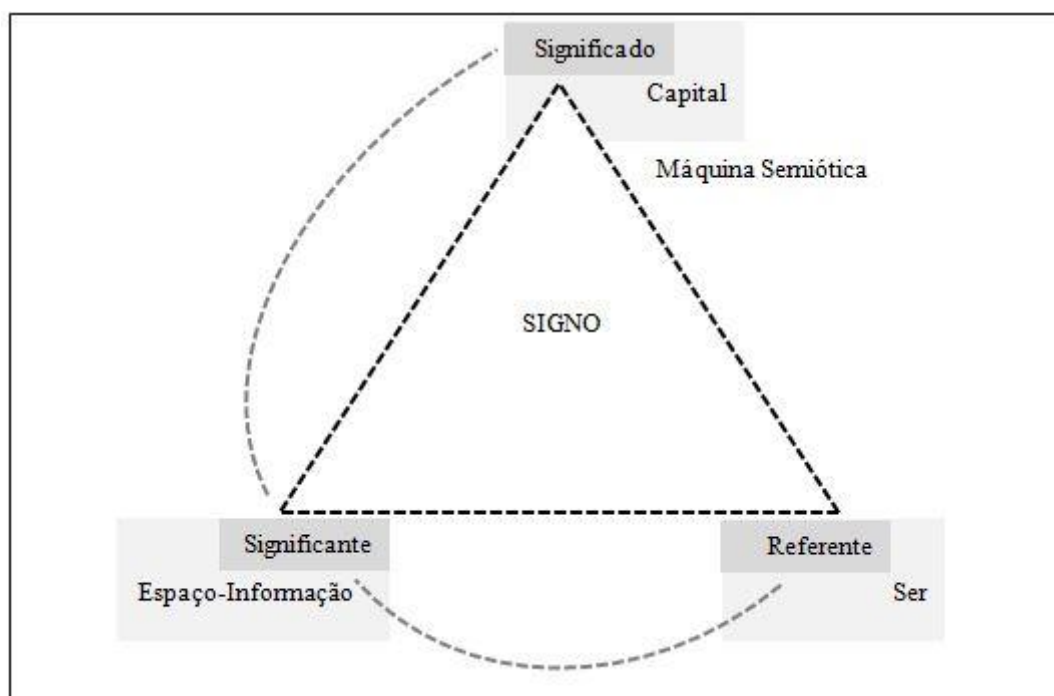 Significado
Capital
Máquina Semiótica
SIGNO
Significante
Referente
Espaço-Informação
Ser